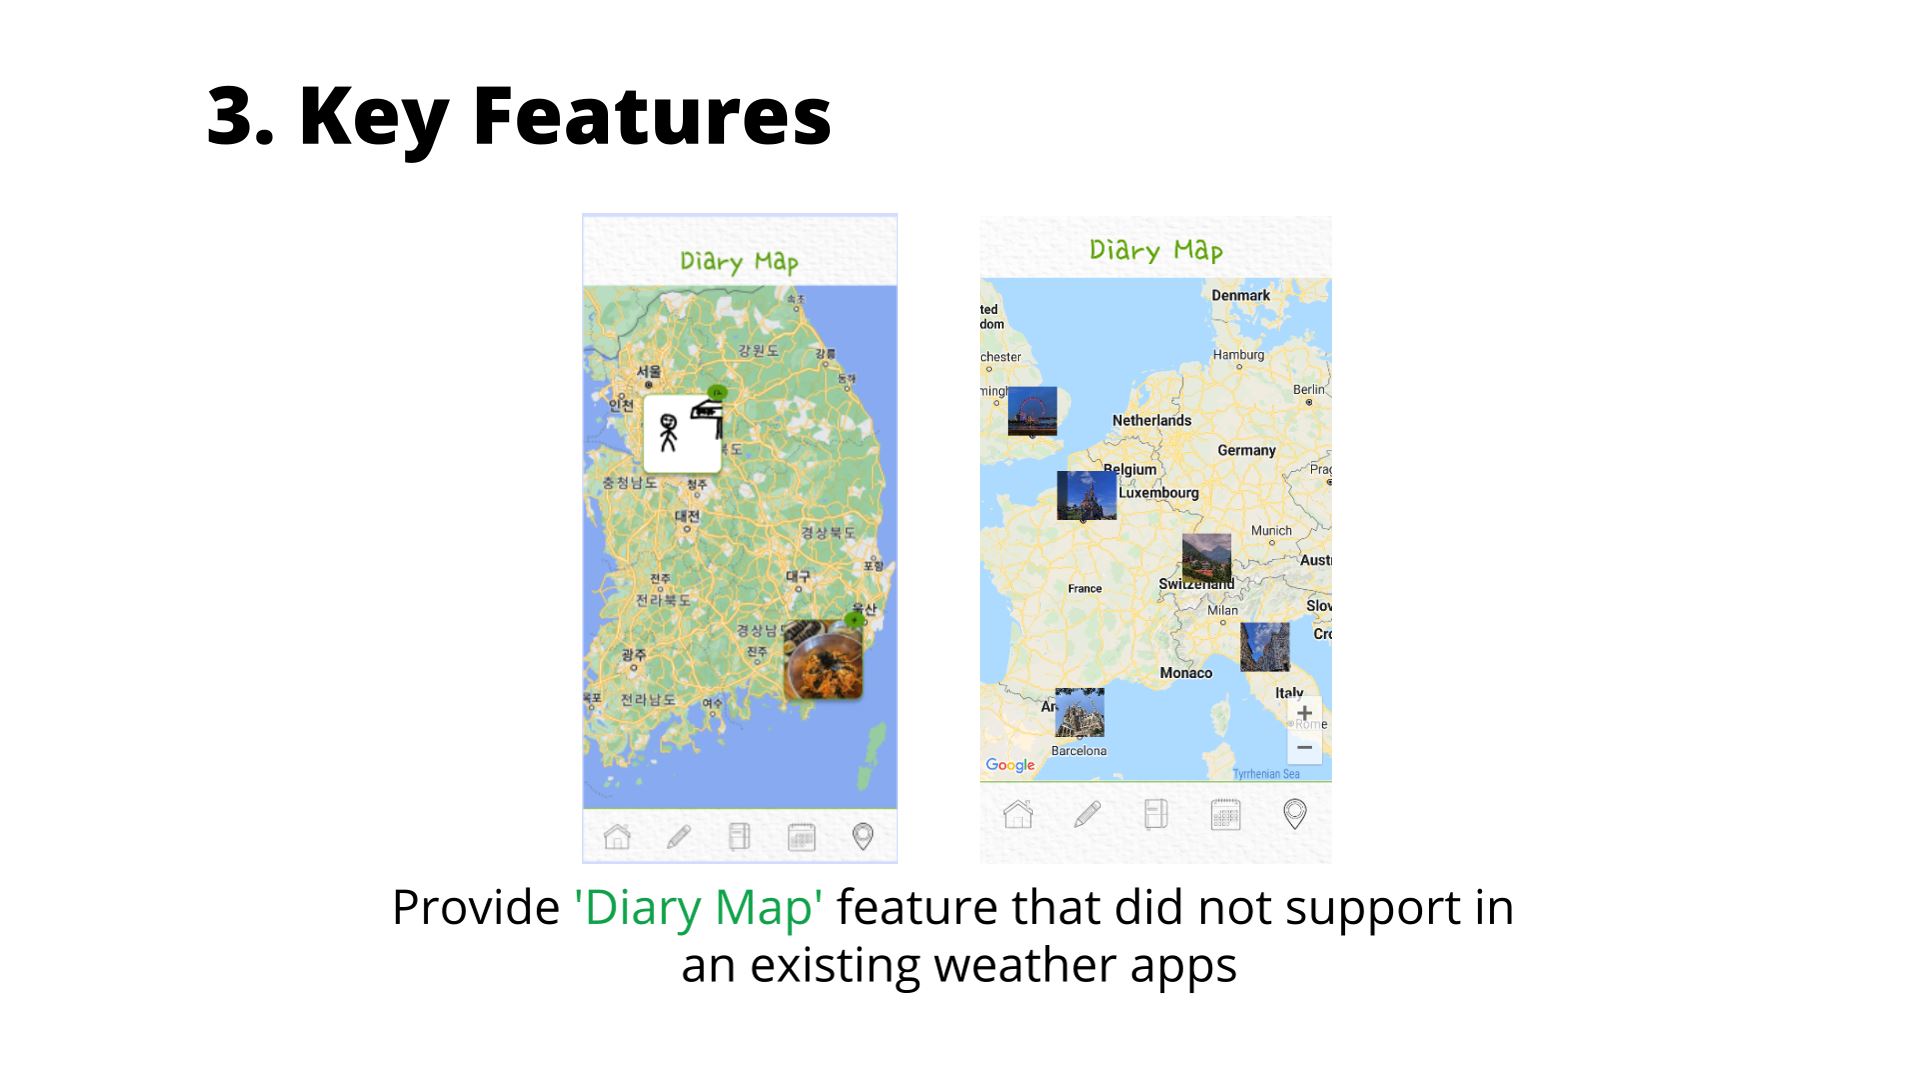 3. Key Features
Diary Map
속초
강원도
강릉
서울
동해
인천
북도
충청남도
청주
대전
경상북도
포항
전주
대구
전라북도
울산
경상남도
진주
광주
전라남도
여수
Diary Map
Denmark
ted
dom
chester
Hamburg
mingh
Berlin
Netherlands
Germany
Belgium
Prag
Luxembourg
Munich
Austr
France
Switzerland
Milan
Slov
Cro
Monaco
Italy
Ar
+
Rome
−
Barcelona
Google
Tyrrhenian Sea
Provide 'Diary Map' feature that did not support in
an existing weather apps